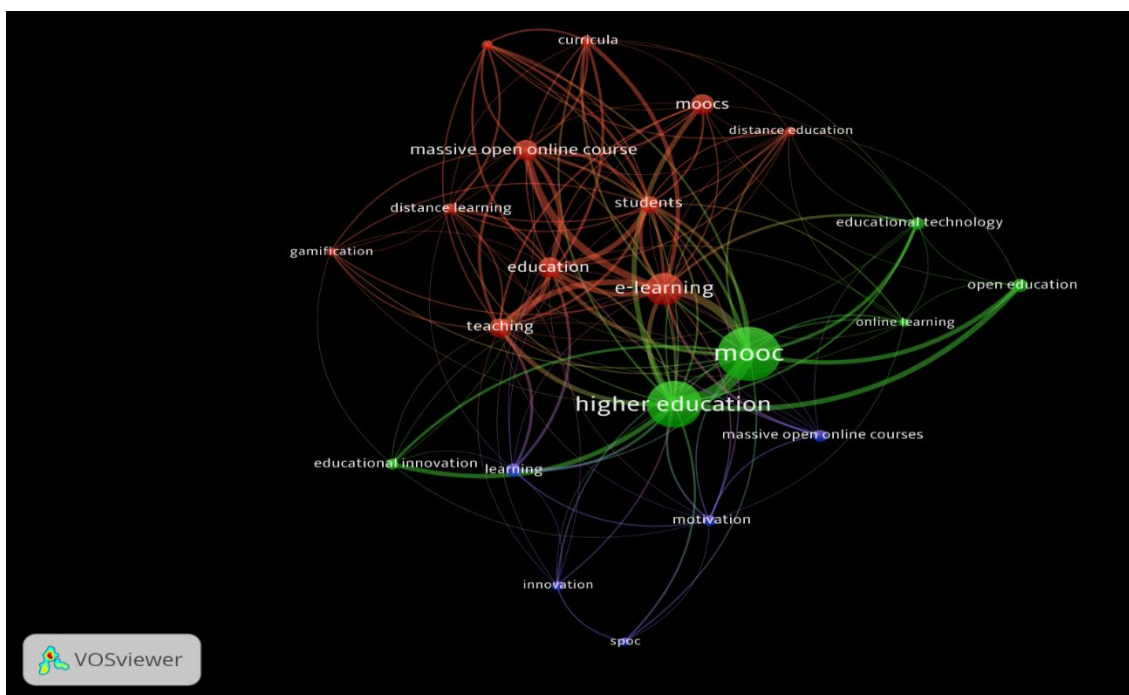 curricula
moocs
distance education
massive open online course
students
distance learning
educational technology
gamification
education
e-learning
open education
teaching
online learning
mooc
higher education
massive open online courses
educational innovation
learning
motivation
innovation
spoc
VOSviewer